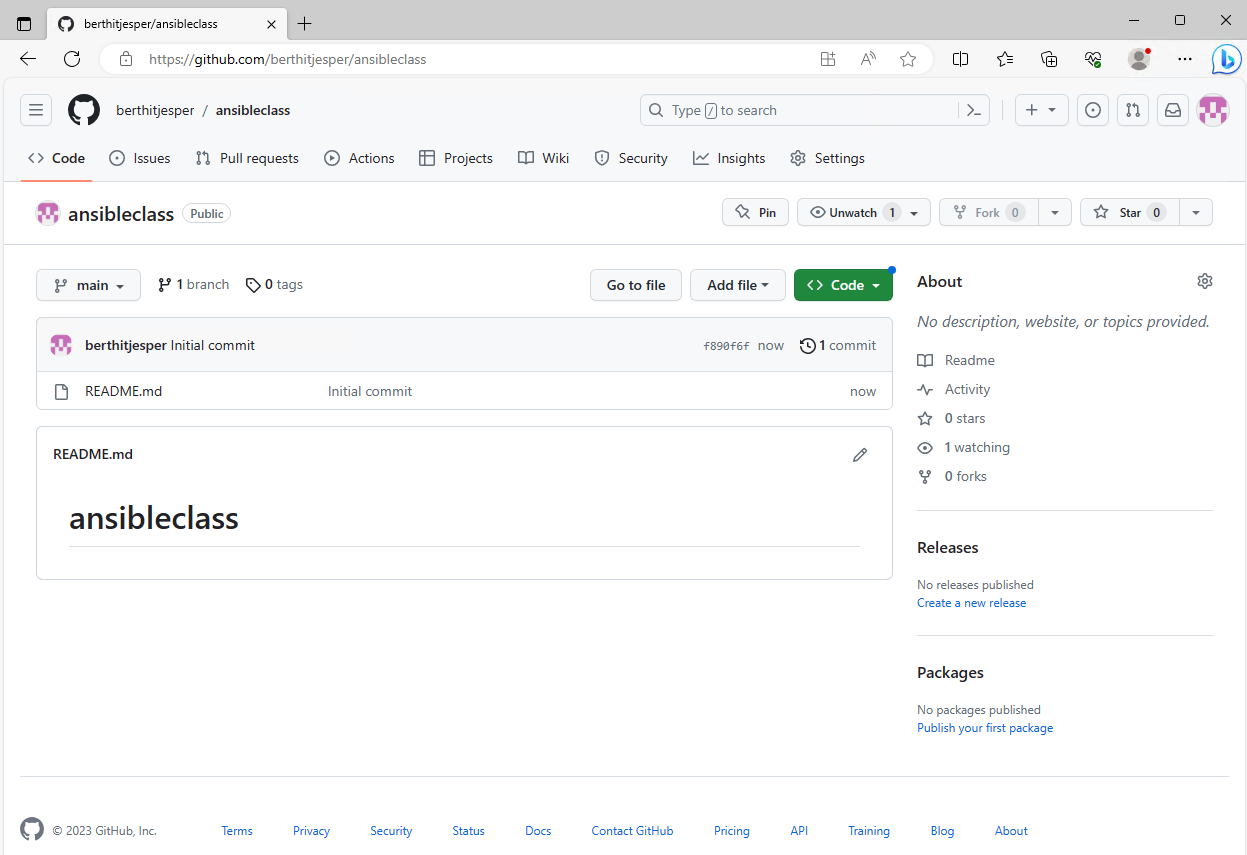 berthitjesper/ansibleclass
https://github.com/berthitjesper/ansibleclass
berthitjesper / ansibleclass
Type / to search
Code Issues Pull requests Actions Projects Wiki Security Insights Settings
ansibleclass Public
Pin Unwatch 1 Fork 0 Star 0
main 1 branch 0 tags Go to file Add file Code
berthitjesper Initial commit f890f6f now 1 commit
README.md Initial commit now
README.md
ansibleclass
About
No description, website, or topics provided.
Readme
Activity
0 stars
1 watching
0 forks
Releases
No releases published
Create a new release
Packages
No packages published
Publish your first package
© 2023 GitHub, Inc. Terms Privacy Security Status Docs Contact GitHub Pricing API Training Blog About